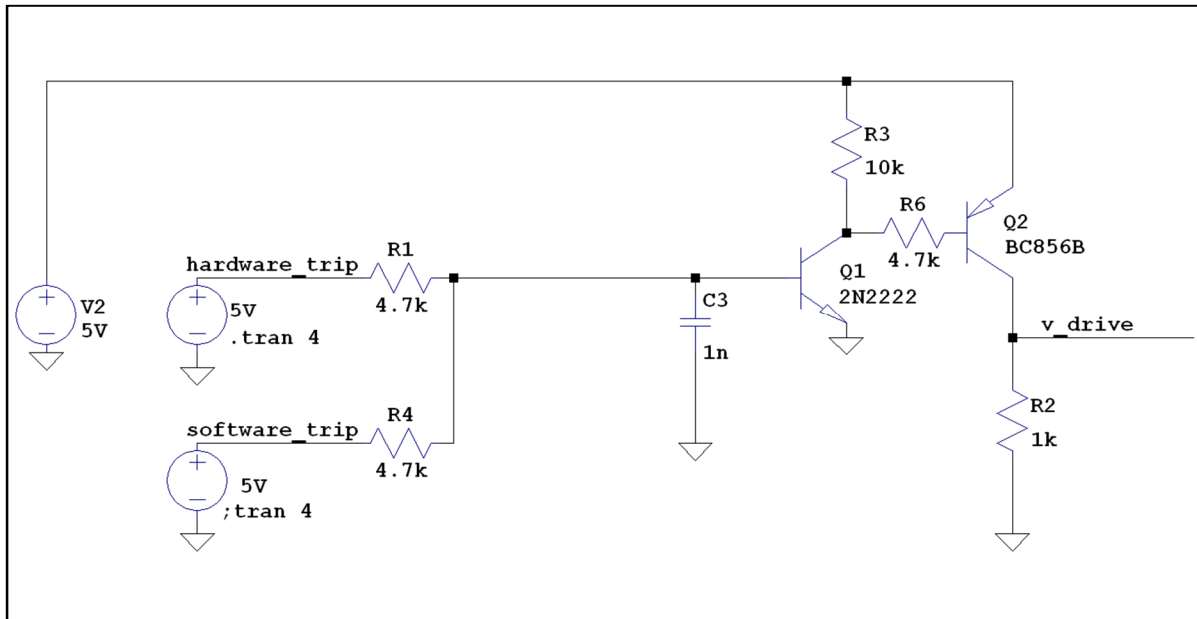 R3
10k
R6
4.7k
Q2
BC856B
Q1
2N2222
hardware_trip
R1
4.7k
V2
5V
5V
.tran 4
C3
1n
v_drive
software_trip
R4
4.7k
R2
1k
5V
;tran 4